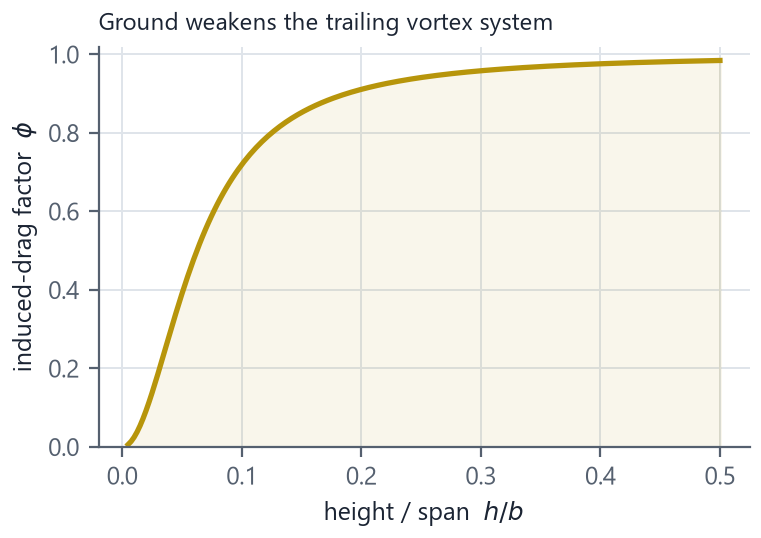 Ground weakens the trailing vortex system
induced-drag factor ϕ
1.0
0.8
0.6
0.4
0.2
0.0
0.0 0.1 0.2 0.3 0.4 0.5
height / span h/b